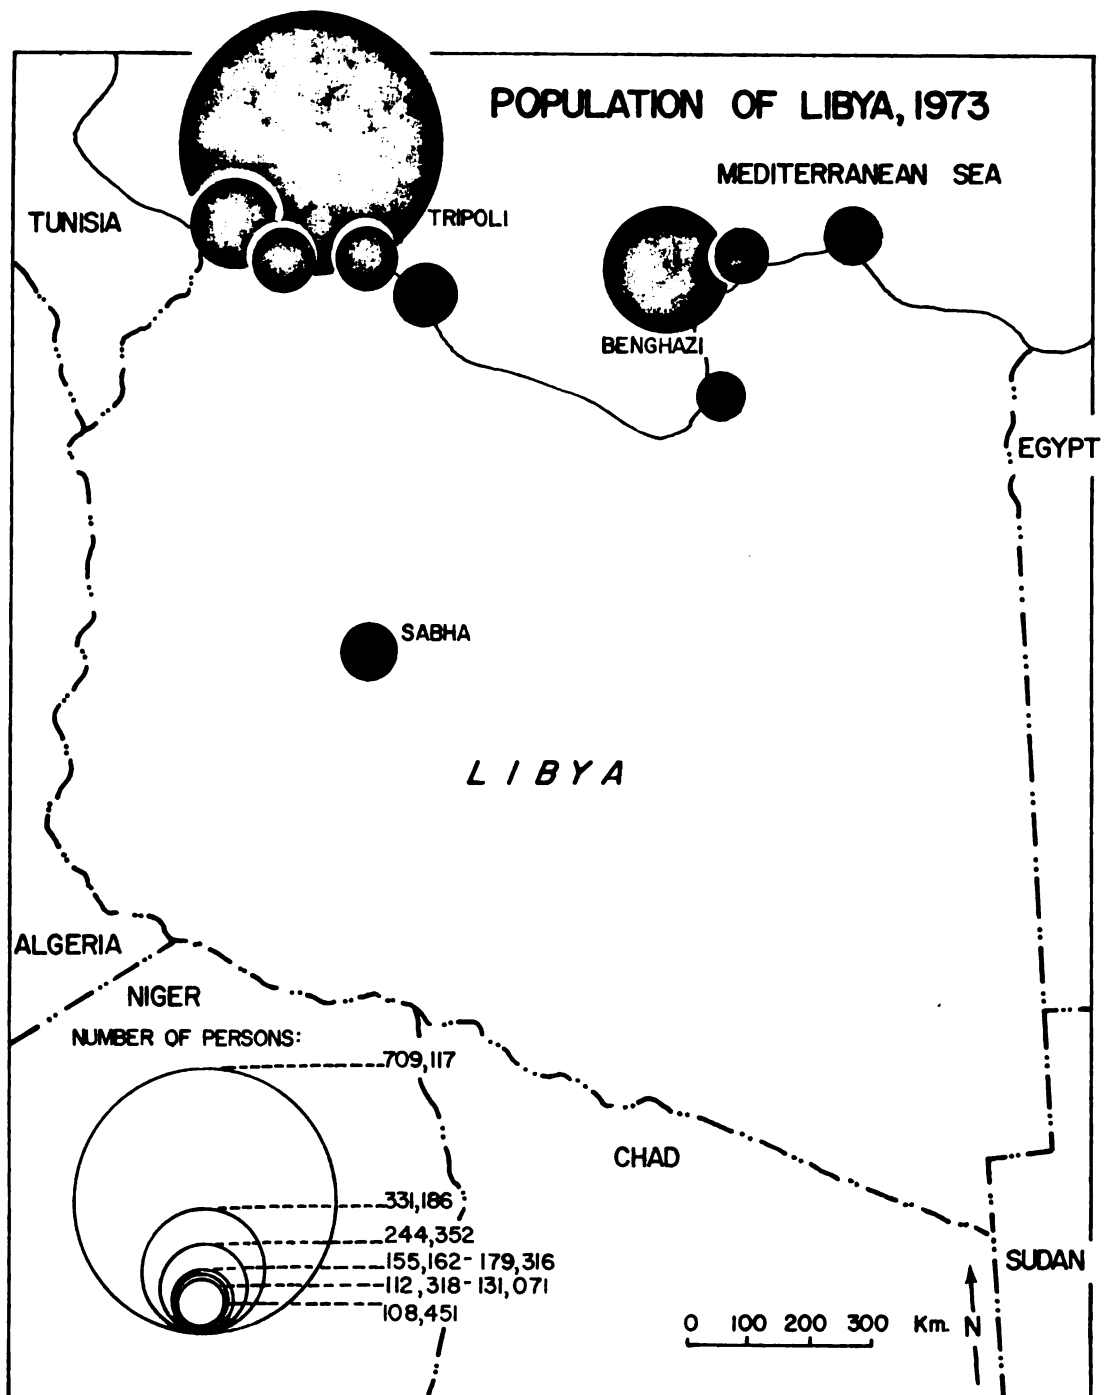 POPULATION OF LIBYA, 1973
MEDITERRANEAN SEA
TUNISIA
TRIPOLI
BENGHAZI
EGYPT
SABHA
LIBYA
ALGERIA
NIGER
NUMBER OF PERSONS:
709,117
331,186
244,352
155,162-179,316
112,318-131,071
108,451
CHAD
SUDAN
0 100 200 300 Km.
N